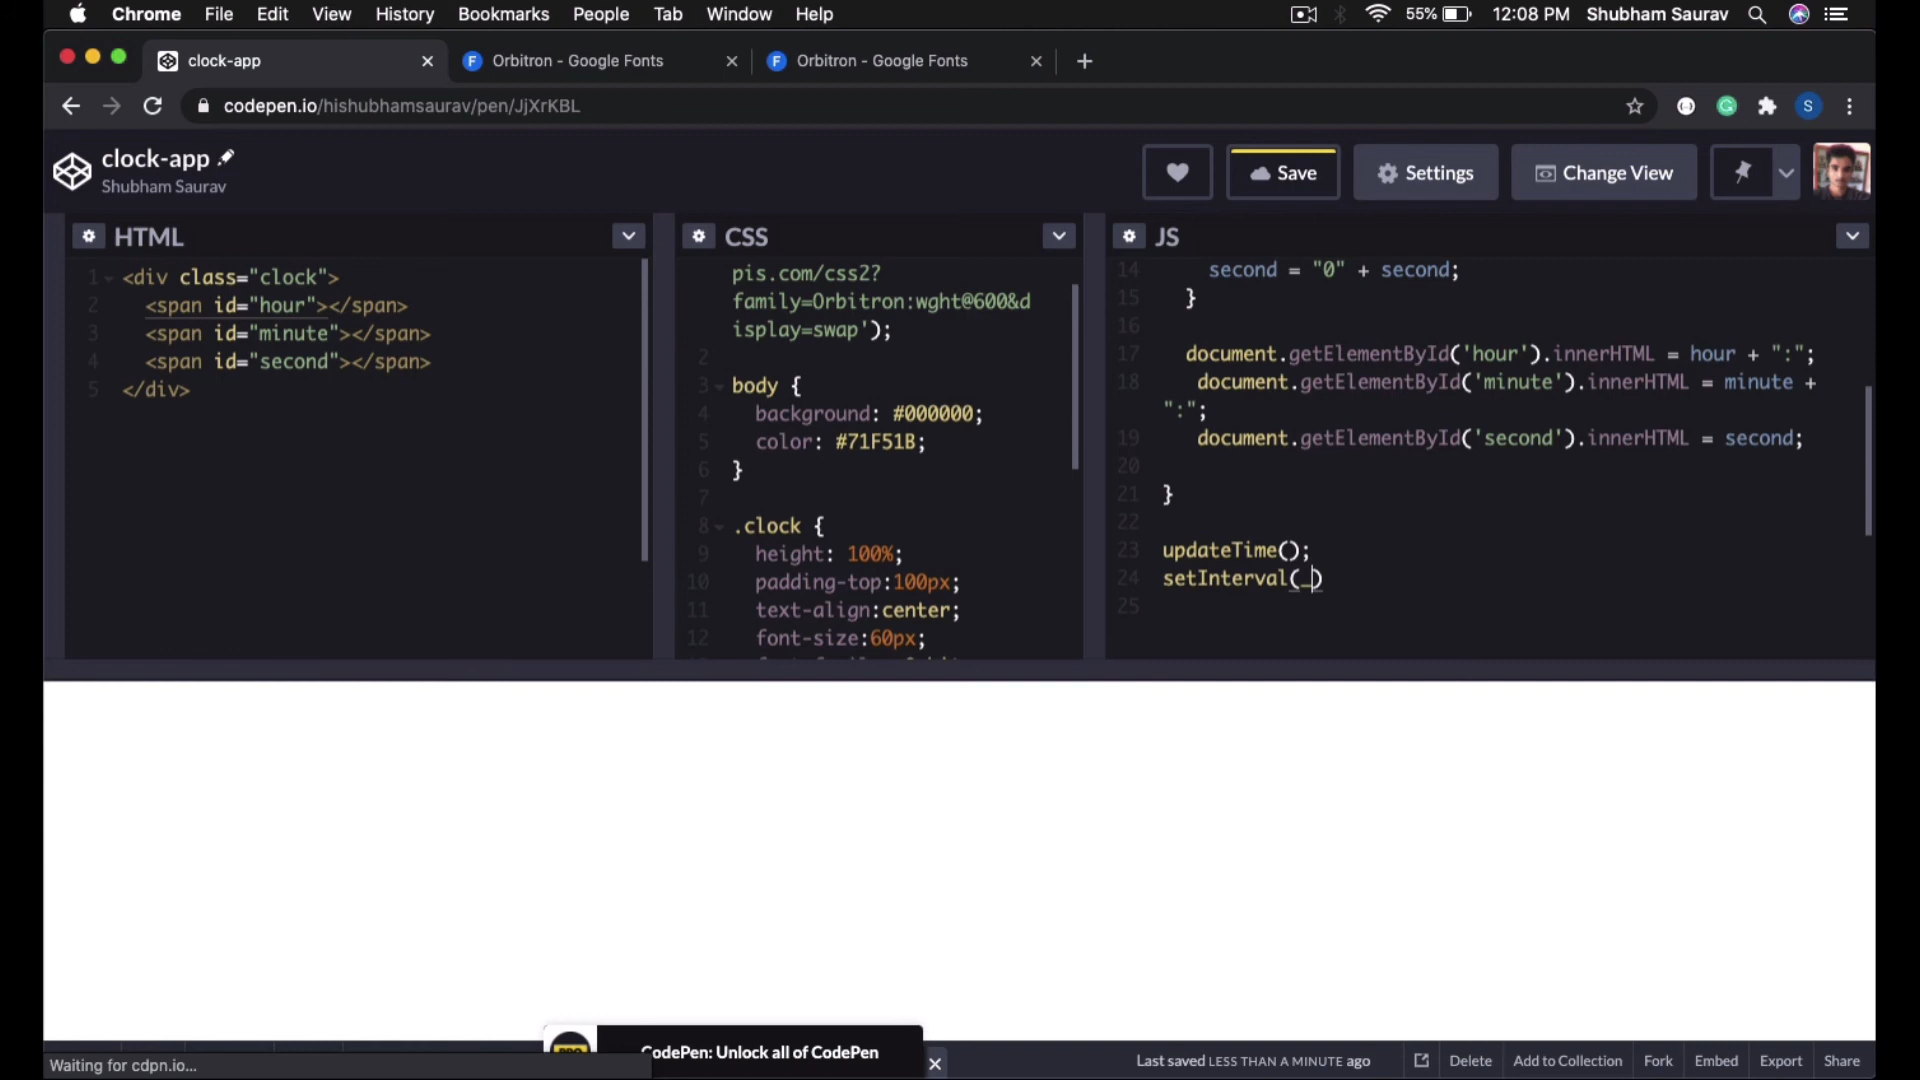 Chrome File Edit View History Bookmarks People Tab Window Help 55% 12:08 PM Shubham Saurav
clock-app Orbitron - Google Fonts Orbitron - Google Fonts
codepen.io/hishubhamsaurav/pen/JjXrKBL S
clock-app
Shubham Saurav
Save Settings Change View
HTML
1 <div class="clock">
2 <span id="hour"></span>
3 <span id="minute"></span>
4 <span id="second"></span>
5 </div>
CSS
pis.com/css2?
family=Orbitron:wght@600&d
isplay=swap');
2
3 body {
4 background: #000000;
5 color: #71F51B;
6 }
7
8 .clock {
9 height: 100%;
10 padding-top:100px;
11 text-align:center;
12 font-size:60px;
JS
14 second = "0" + second;
15 }
16
17 document.getElementById('hour').innerHTML = hour + ":";
18 document.getElementById('minute').innerHTML = minute +
":";
19 document.getElementById('second').innerHTML = second;
20
21 }
22
23 updateTime();
24 setInterval(_)
25
CodePen: Unlock all of CodePen
Waiting for cdpn.io...
Last saved LESS THAN A MINUTE ago Delete Add to Collection Fork Embed Export Share